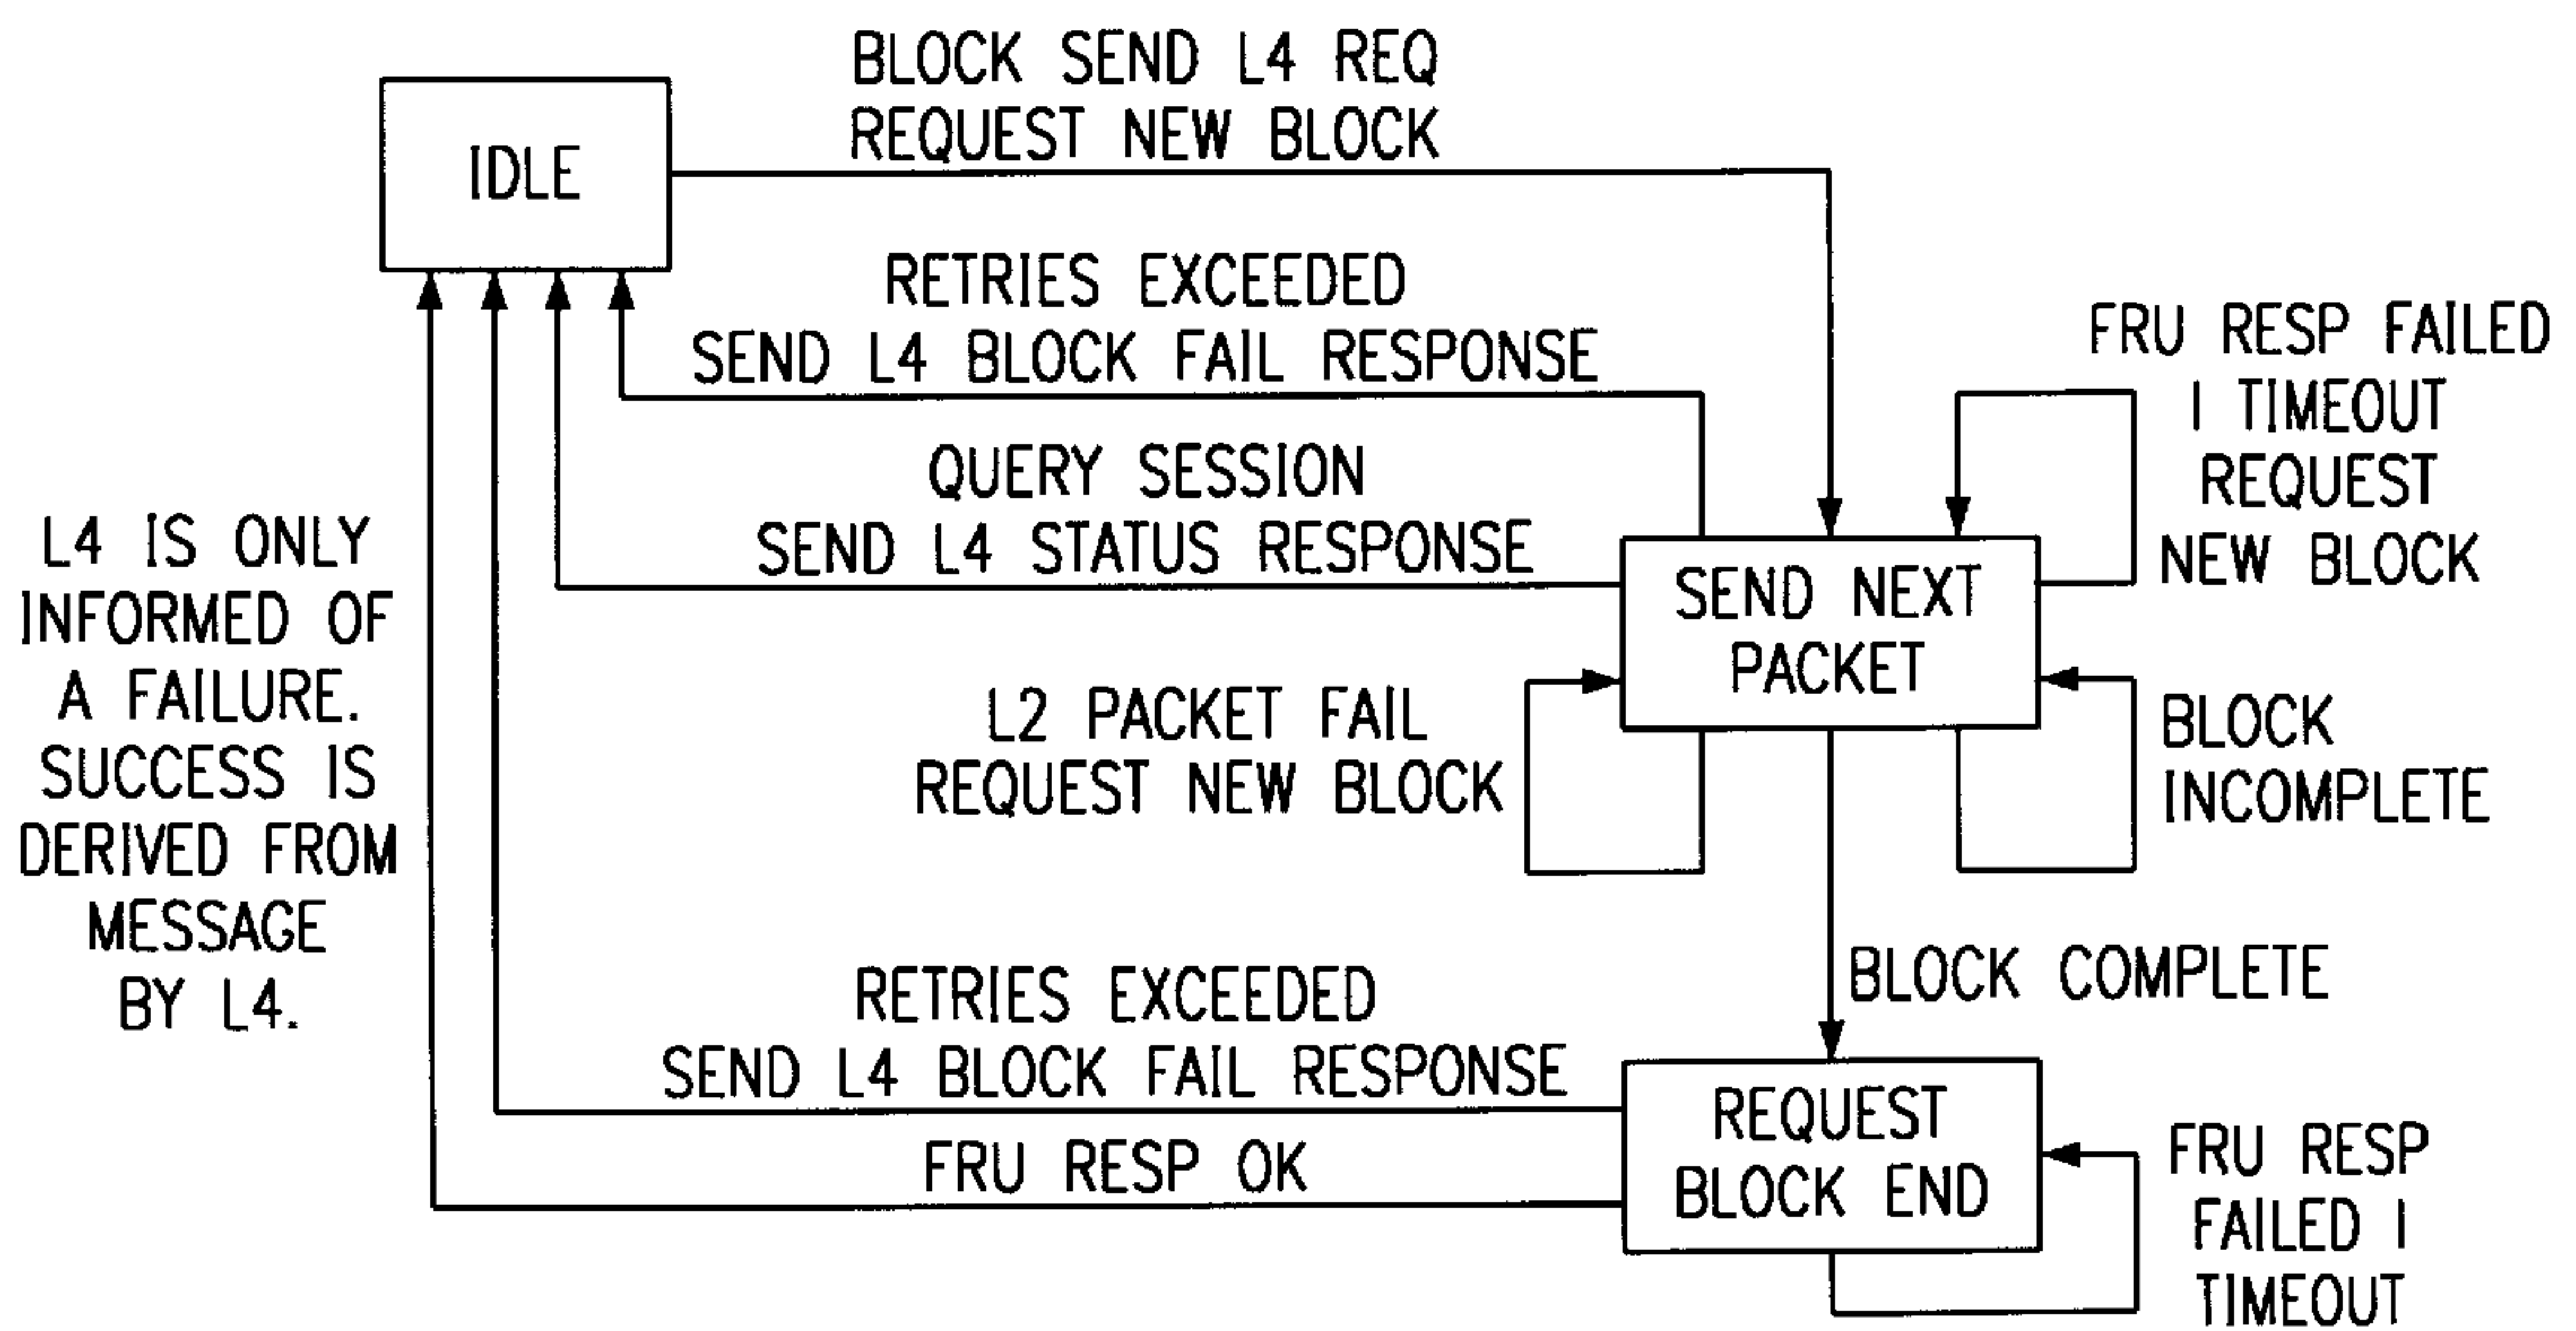 BLOCK SEND L4 REQ
REQUEST NEW BLOCK
IDLE
RETRIES EXCEEDED
SEND L4 BLOCK FAIL RESPONSE
FRU RESP FAILED
I TIMEOUT
REQUEST
NEW BLOCK
QUERY SESSION
SEND L4 STATUS RESPONSE
L4 IS ONLY
INFORMED OF
A FAILURE.
SUCCESS IS
DERIVED FROM
MESSAGE
BY L4.
SEND NEXT
PACKET
L2 PACKET FAIL
REQUEST NEW BLOCK
BLOCK
INCOMPLETE
BLOCK COMPLETE
RETRIES EXCEEDED
SEND L4 BLOCK FAIL RESPONSE
FRU RESP OK
REQUEST
BLOCK END
FRU RESP
FAILED I
TIMEOUT